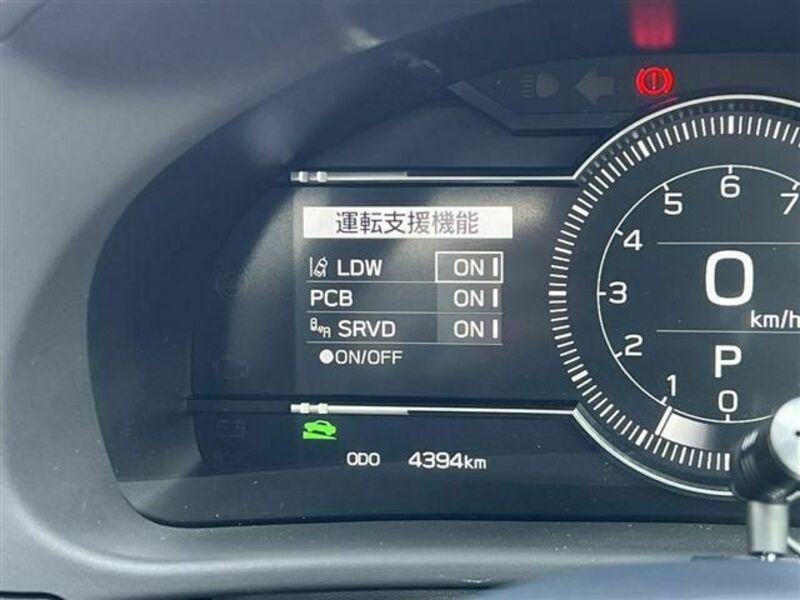 運転支援機能
LDW ON
PCB ON
SRVD ON
●ON/OFF
ODO 4394km
7
6
5
4
3
2
1
0
0
km/h
P